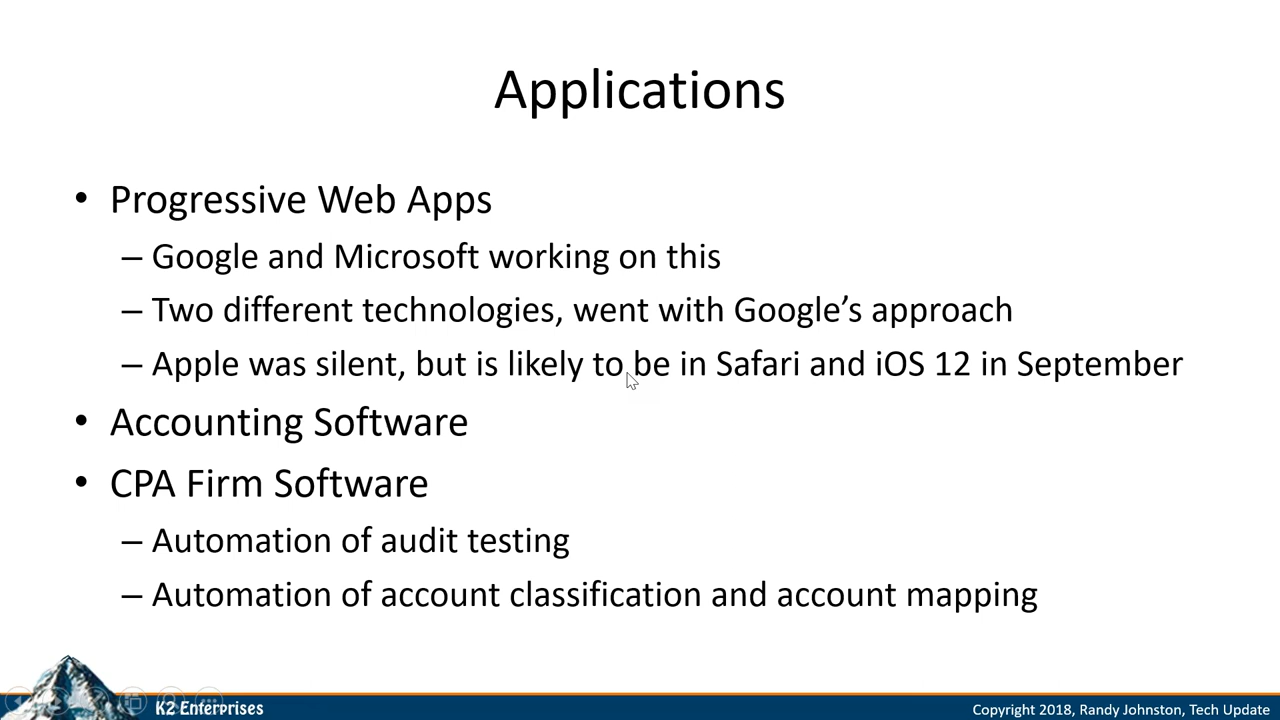 Applications
• Progressive Web Apps
– Google and Microsoft working on this
– Two different technologies, went with Google’s approach
– Apple was silent, but is likely to be in Safari and iOS 12 in September
• Accounting Software
• CPA Firm Software
– Automation of audit testing
– Automation of account classification and account mapping
K2 Enterprises
Copyright 2018, Randy Johnston, Tech Update